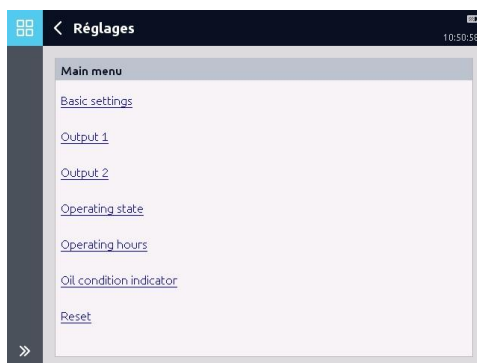 Réglages
10:50:58
Main menu
Basic settings
Output 1
Output 2
Operating state
Operating hours
Oil condition indicator
Reset